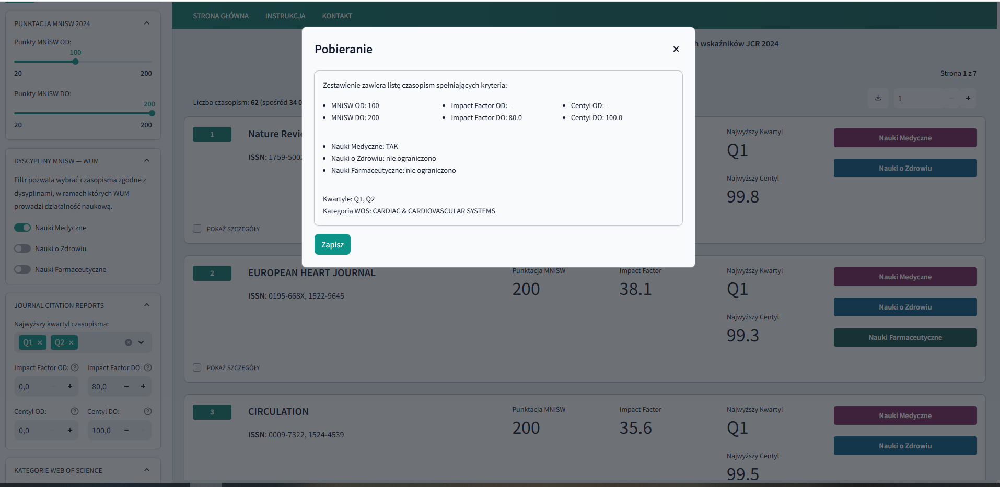 PUNKTACJA MNISW 2024
Punkty MNiSW OD:
100
20 200
Punkty MNiSW DO:
200
20 200
DYSCYPLINY MNISW — WUM
Filtr pozwala wybrać czasopisma zgodne z
dysyplinami, w ramach których WUM
prowadzi działalność naukową.
Nauki Medyczne
Nauki o Zdrowiu
Nauki Farmaceutyczne
JOURNAL CITATION REPORTS
Najwyższy kwartyl czasopisma:
Q1 × Q2 ×
Impact Factor OD: ? Impact Factor DO: ?
0,0 − + 80,0 − +
Centyl OD: ? Centyl DO: ?
0,0 − + 100,0 −
KATEGORIE WEB OF SCIENCE
STRONA GŁÓWNA INSTRUKCJA KONTAKT
wskaźników JCR 2024
Strona 1 z 7
Liczba czasopism: 62 (spośród 34 0
1 − +
Pobieranie ×
Zestawienie zawiera listę czasopism spełniających kryteria:
• MNiSW OD: 100 • Impact Factor OD: - • Centyl OD: -
• MNiSW DO: 200 • Impact Factor DO: 80.0 • Centyl DO: 100.0
• Nauki Medyczne: TAK
• Nauki o Zdrowiu: nie ograniczono
• Nauki Farmaceutyczne: nie ograniczono
Kwartyle: Q1, Q2
Kategoria WOS: CARDIAC & CARDIOVASCULAR SYSTEMS
Zapisz
1 Nature Revi
ISSN: 1759-5002
Najwyższy Kwartyl
Q1
Najwyższy Centyl
99.8
Nauki Medyczne
Nauki o Zdrowiu
POKAŻ SZCZEGÓŁY
2 EUROPEAN HEART JOURNAL
ISSN: 0195-668X, 1522-9645
Punktacja MNiSW
200
Impact Factor
38.1
Najwyższy Kwartyl
Q1
Najwyższy Centyl
99.3
Nauki Medyczne
Nauki o Zdrowiu
Nauki Farmaceutyczne
POKAŻ SZCZEGÓŁY
3 CIRCULATION
ISSN: 0009-7322, 1524-4539
Punktacja MNiSW
200
Impact Factor
35.6
Najwyższy Kwartyl
Q1
Najwyższy Centyl
99.5
Nauki Medyczne
Nauki o Zdrowiu